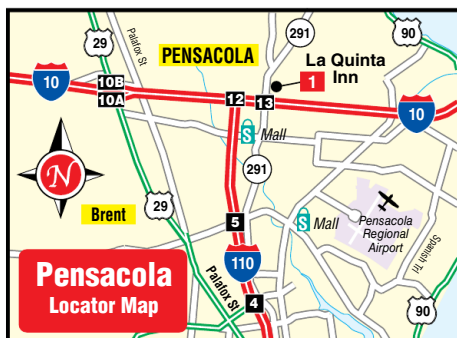 29
Palafox St
90
291
PENSACOLA
La Quinta
Inn
1
10
10B
10A
12
13
10
S Mall
N
291
29
Brent
5
S Mall
Pensacola
Regional
Airport
Spanish Trl
110
Pensacola
Locator Map
Palafox St
4
90